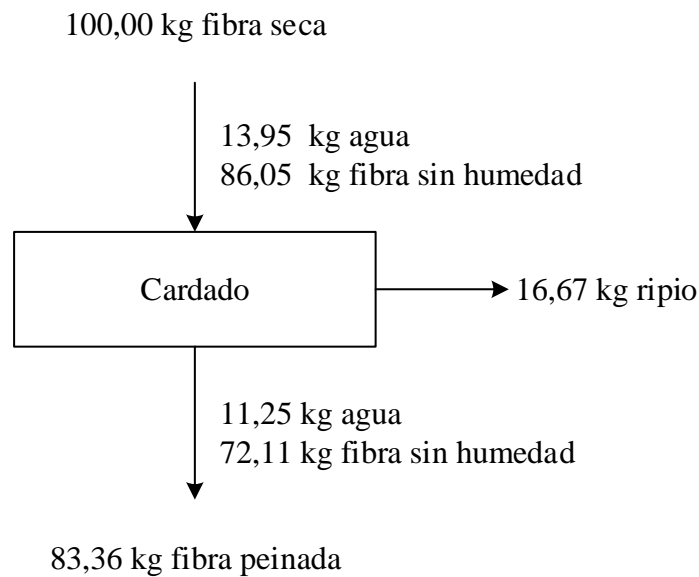 100,00 kg fibra seca
13,95 kg agua
86,05 kg fibra sin humedad
Cardado
16,67 kg ripio
11,25 kg agua
72,11 kg fibra sin humedad
83,36 kg fibra peinada